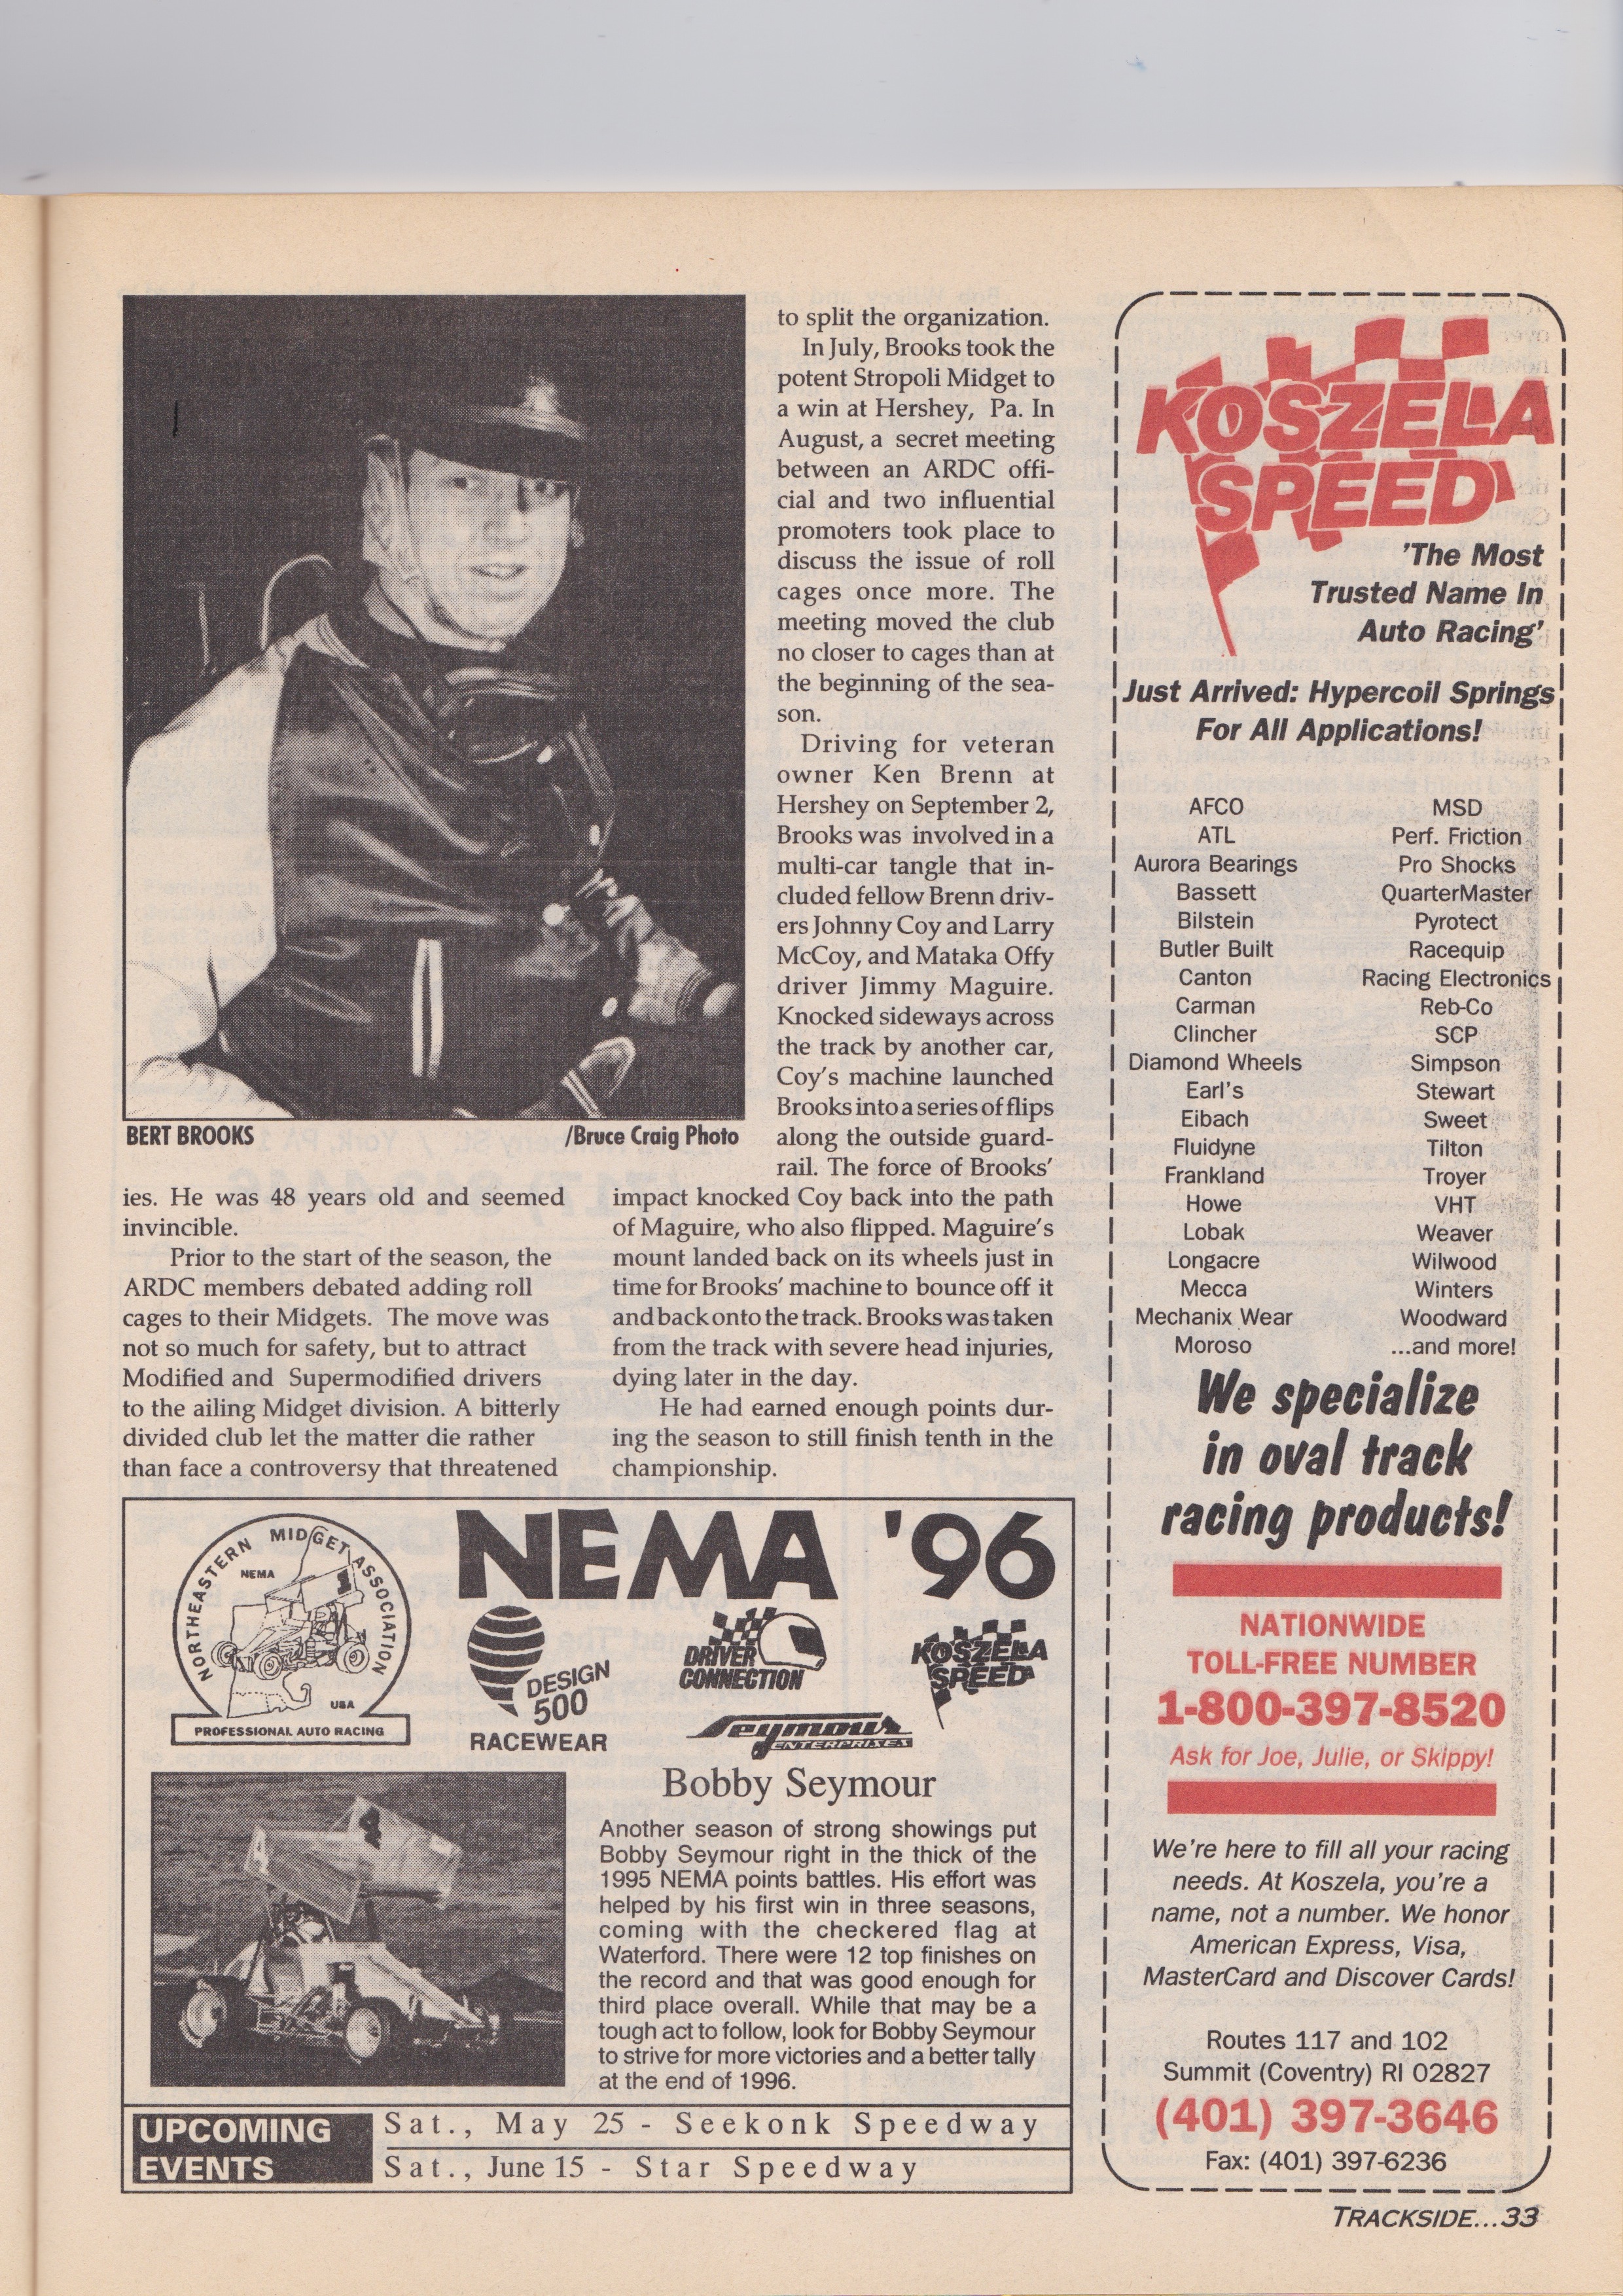 BERT BROOKS
/Bruce Craig Photo
ies. He was 48 years old and seemed
invincible.
Prior to the start of the season, the
ARDC members debated adding roll
cages to their Midgets. The move was
not so much for safety, but to attract
Modified and Supermodified drivers
to the ailing Midget division. A bitterly
divided club let the matter die rather
than face a controversy that threatened
to split the organization.
In July, Brooks took the
potent Stropoli Midget to
a win at Hershey, Pa. In
August, a secret meeting
between an ARDC offi-
cial and two influential
promoters took place to
discuss the issue of roll
cages once more. The
meeting moved the club
no closer to cages than at
the beginning of the sea-
son.
Driving for veteran
owner Ken Brenn at
Hershey on September 2,
Brooks was involved in a
multi-car tangle that in-
cluded fellow Brenn driv-
ers Johnny Coy and Larry
McCoy, and Mataka Offy
driver Jimmy Maguire.
Knocked sideways across
the track by another car,
Coy's machine launched
Brooks into a series of flips
along the outside guard-
rail. The force of Brooks'
impact knocked Coy back into the path
of Maguire, who also flipped. Maguire's
mount landed back on its wheels just in
time for Brooks' machine to bounce off it
and back onto the track. Brooks was taken
from the track with severe head injuries,
dying later in the day.
He had earned enough points dur-
ing the season to still finish tenth in the
championship.
NORTHEASTERN MIDGET ASSOCIATION
NEMA
1
USA
PROFESSIONAL AUTO RACING
NEMA '96
DESIGN
500
RACEWEAR
DRIVER
CONNECTION
KOSZELA
SPEED
Seymour
ENTERPRISES
4
4
Bobby Seymour
Another season of strong showings put
Bobby Seymour right in the thick of the
1995 NEMA points battles. His effort was
helped by his first win in three seasons,
coming with the checkered flag at
Waterford. There were 12 top finishes on
the record and that was good enough for
third place overall. While that may be a
tough act to follow, look for Bobby Seymour
to strive for more victories and a better tally
at the end of 1996.
UPCOMING
EVENTS
Sat., May 25 - Seekonk Speedway
Sat., June 15 - Star Speedway
KOSZELA
SPEED
'The Most
Trusted Name In
Auto Racing'
Just Arrived: Hypercoil Springs
For All Applications!
AFCO
ATL
Aurora Bearings
Bassett
Bilstein
Butler Built
Canton
Carman
Clincher
Diamond Wheels
Earl's
Eibach
Fluidyne
Frankland
Howe
Lobak
Longacre
Mecca
Mechanix Wear
Moroso
MSD
Perf. Friction
Pro Shocks
QuarterMaster
Pyrotect
Racequip
Racing Electronics
Reb-Co
SCP
Simpson
Stewart
Sweet
Tilton
Troyer
VHT
Weaver
Wilwood
Winters
Woodward
...and more!
We specialize
in oval track
racing products!
NATIONWIDE
TOLL-FREE NUMBER
1-800-397-8520
Ask for Joe, Julie, or Skippy!
We're here to fill all your racing
needs. At Koszela, you're a
name, not a number. We honor
American Express, Visa,
MasterCard and Discover Cards!
Routes 117 and 102
Summit (Coventry) RI 02827
(401) 397-3646
Fax: (401) 397-6236
TRACKSIDE...33